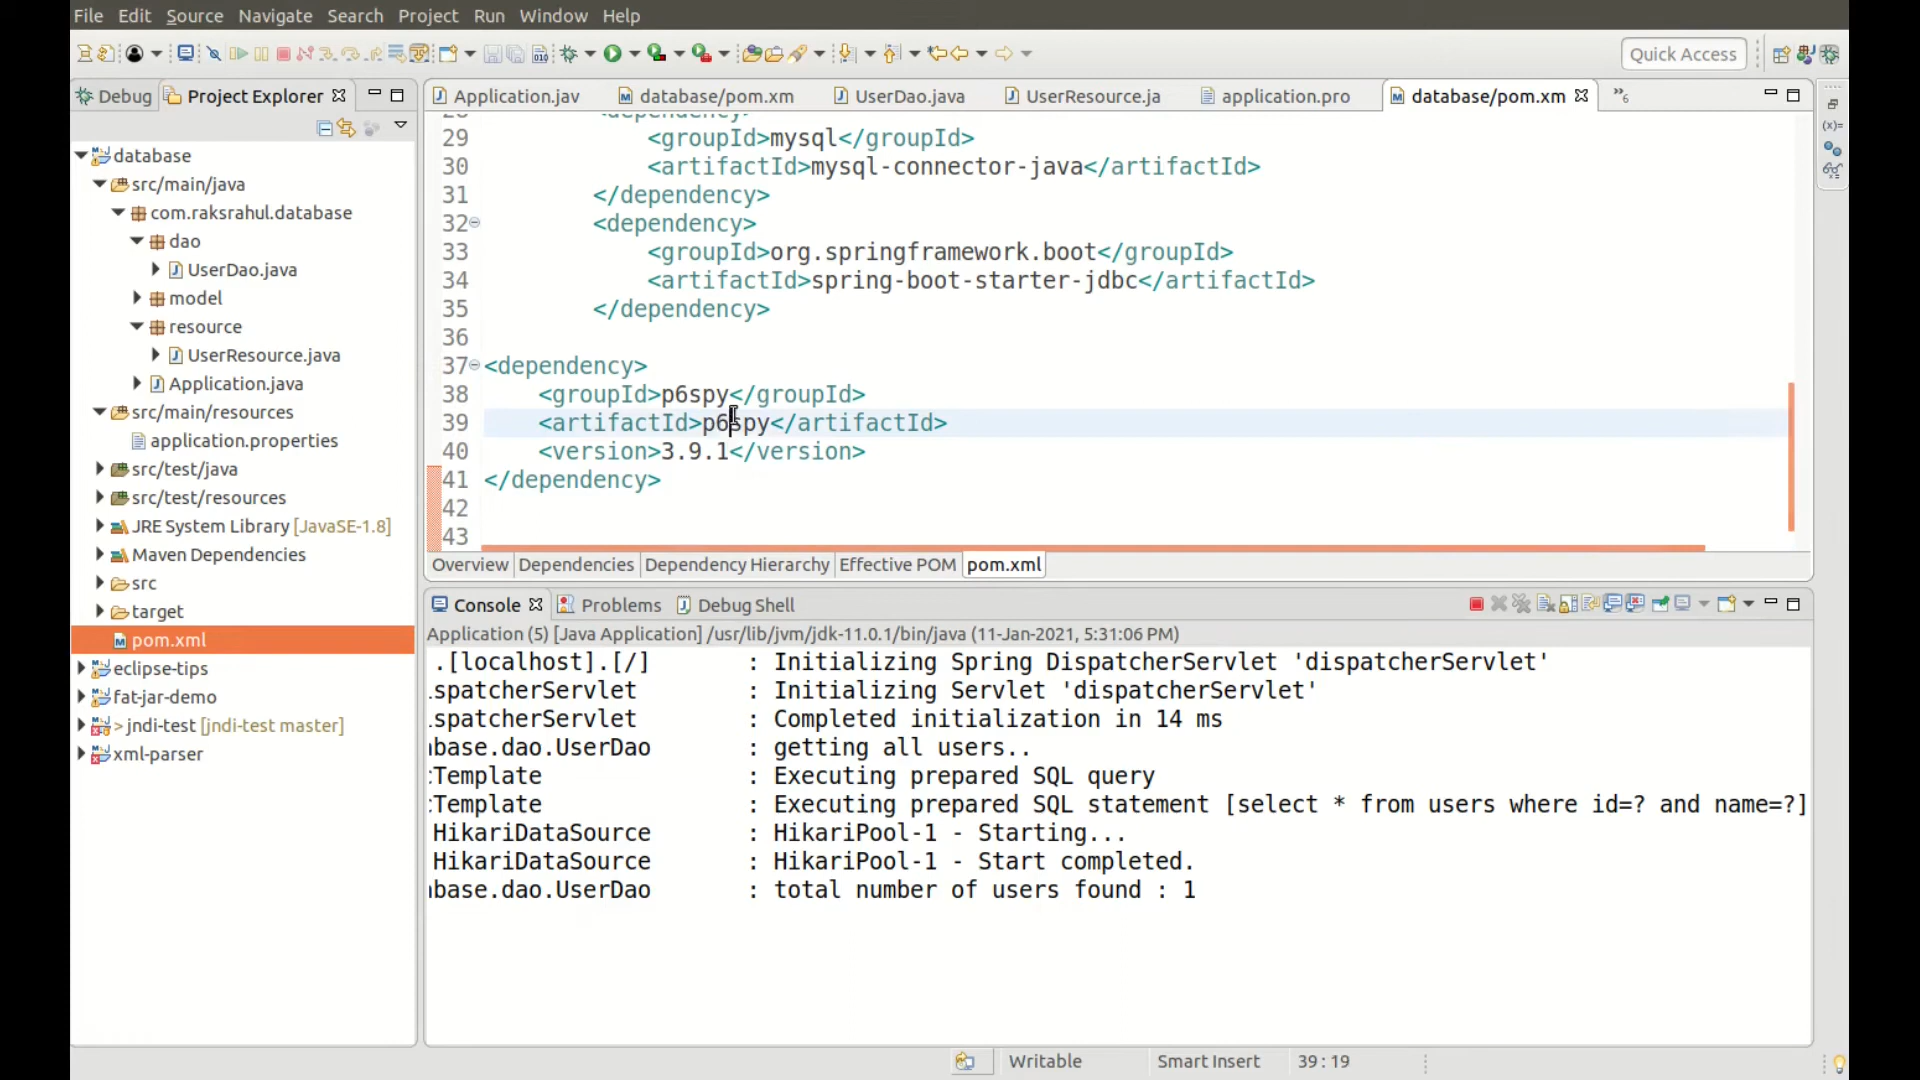 File Edit Source Navigate Search Project Run Window Help
Quick Access
Debug Project Explorer
Application.jav database/pom.xm UserDao.java UserResource.ja application.pro database/pom.xm »6
database
src/main/java
com.raksrahul.database
dao
UserDao.java
model
resource
UserResource.java
Application.java
src/main/resources
application.properties
src/test/java
src/test/resources
JRE System Library [JavaSE-1.8]
Maven Dependencies
src
target
pom.xml
eclipse-tips
fat-jar-demo
> jndi-test [jndi-test master]
xml-parser
28 <dependency>
29 <groupId>mysql</groupId>
30 <artifactId>mysql-connector-java</artifactId>
31 </dependency>
32 <dependency>
33 <groupId>org.springframework.boot</groupId>
34 <artifactId>spring-boot-starter-jdbc</artifactId>
35 </dependency>
36
37 <dependency>
38 <groupId>p6spy</groupId>
39 <artifactId>p6spy</artifactId>
40 <version>3.9.1</version>
41 </dependency>
42
43
Overview Dependencies Dependency Hierarchy Effective POM pom.xml
Console Problems Debug Shell
Application (5) [Java Application] /usr/lib/jvm/jdk-11.0.1/bin/java (11-Jan-2021, 5:31:06 PM)
.[localhost].[/] : Initializing Spring DispatcherServlet 'dispatcherServlet'
.spatcherServlet : Initializing Servlet 'dispatcherServlet'
.spatcherServlet : Completed initialization in 14 ms
base.dao.UserDao : getting all users..
:Template : Executing prepared SQL query
:Template : Executing prepared SQL statement [select * from users where id=? and name=?]
HikariDataSource : HikariPool-1 - Starting...
HikariDataSource : HikariPool-1 - Start completed.
base.dao.UserDao : total number of users found : 1
Writable Smart Insert 39 : 19